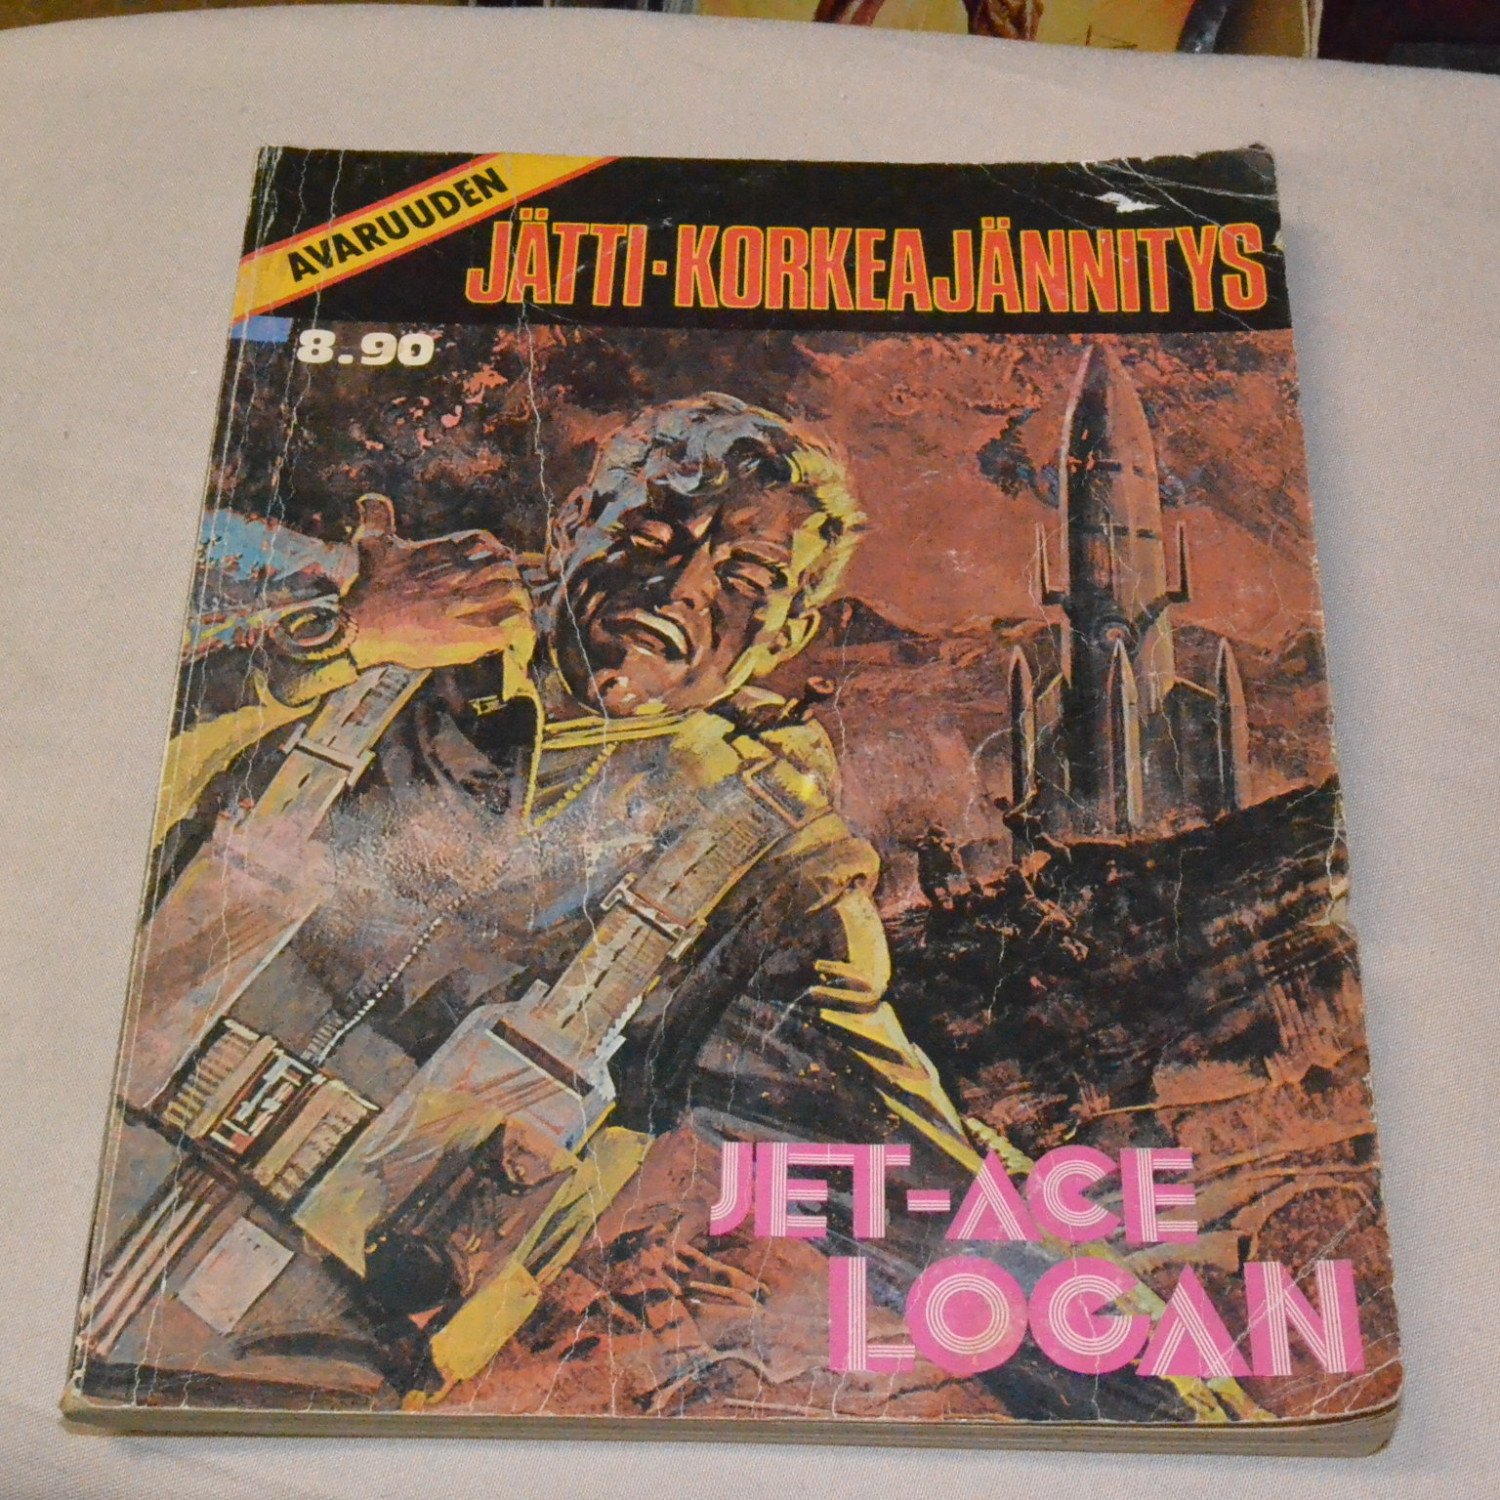 AVARUUDEN
JÄTTI·KORKEAJÄNNITYS
8.90
JET-ACE
LOGAN